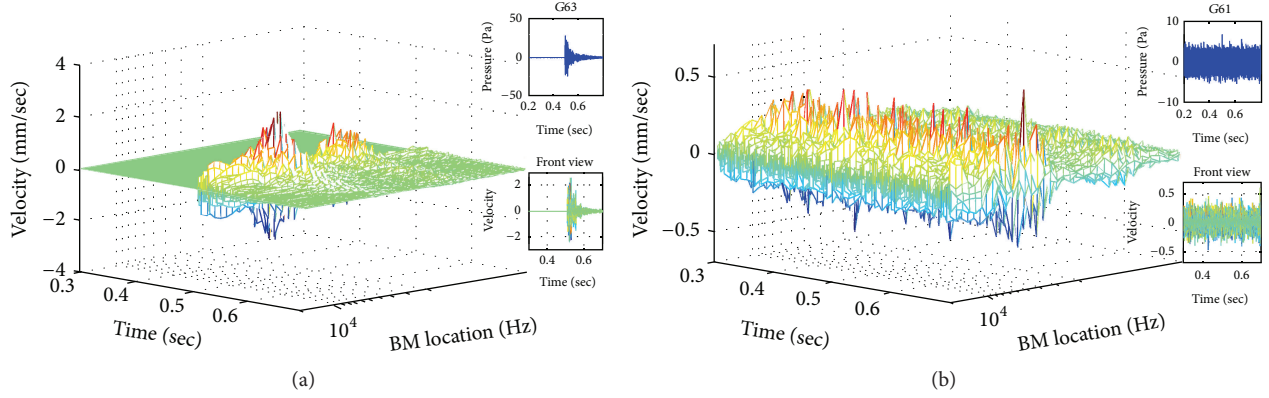 G63
50
0
−50
0.2 0.4 0.6
Pressure (Pa)
Time (sec)
4
2
0
−2
−4
Velocity (mm/sec)
0.3
0.4
0.5
0.6
Time (sec)
10⁴
BM location (Hz)
Front view
2
0
−2
0.4 0.6
Velocity
Time (sec)
(a)
G61
10
0
−10
0.2 0.4 0.6
Pressure (Pa)
Time (sec)
0.5
0
−0.5
Velocity (mm/sec)
0.3
0.4
0.5
0.6
Time (sec)
10⁴
BM location (Hz)
Front view
0.5
0
−0.5
0.4 0.6
Velocity
Time (sec)
(b)